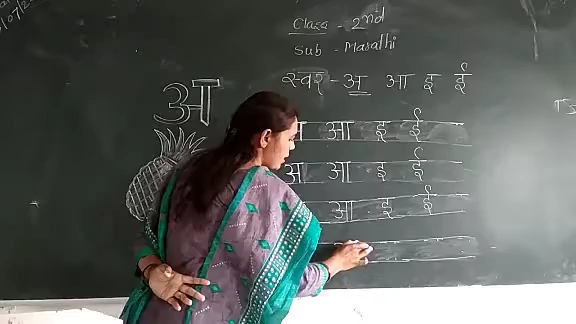 Class - 2nd
Sub - Marathi
स्वर - अ आ इ ई
आ
आ इ ई
अ आ इ ई
आ इ ई